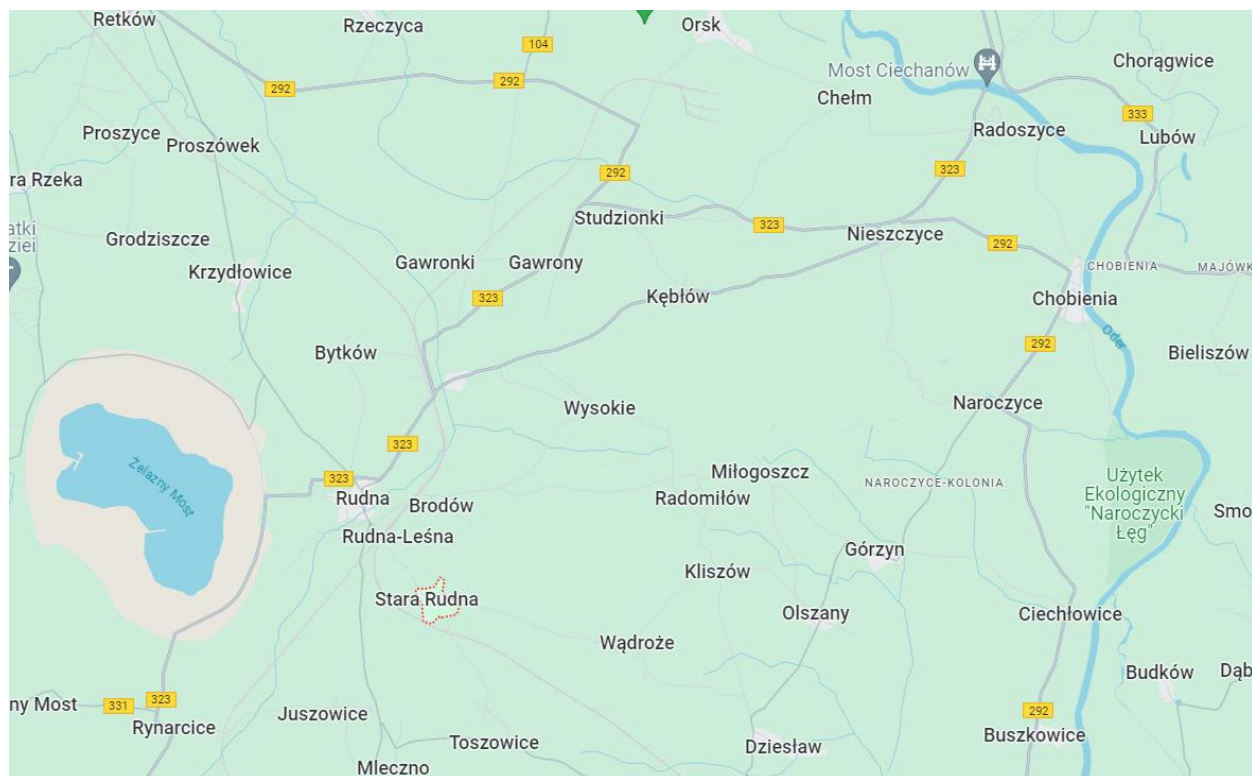 Retków
Rzeczyca
Orsk
104
292
292
Most Ciechanów
Chorągwice
Chełm
333
Proszyce
Proszówek
Radoszyce
Lubów
ra Rzeka
292
323
Studzionki
323
Nieszczyce
atki
ziei
Grodziszcze
292
Krzydłowice
Gawronki
Gawrony
CHOBIENIA
MAJÓWK
323
Kębłów
Chobienia
Oder
Bytków
292
Bieliszów
Wysokie
Naroczyce
323
Żelazny Most
323
Rudna
Brodów
Miłogoszcz
Radomiłów
NAROCZYCE-KOLONIA
Użytek
Ekologiczny
"Naroczycki
Łęg"
Smo
Rudna-Leśna
Górzyn
Kliszów
Stara Rudna
Olszany
Ciechłowice
Wądroże
Budków
Dąb
ny Most
331
323
Juszowice
292
Rynarcice
Toszowice
Dziesław
Buszkowice
Mleczno